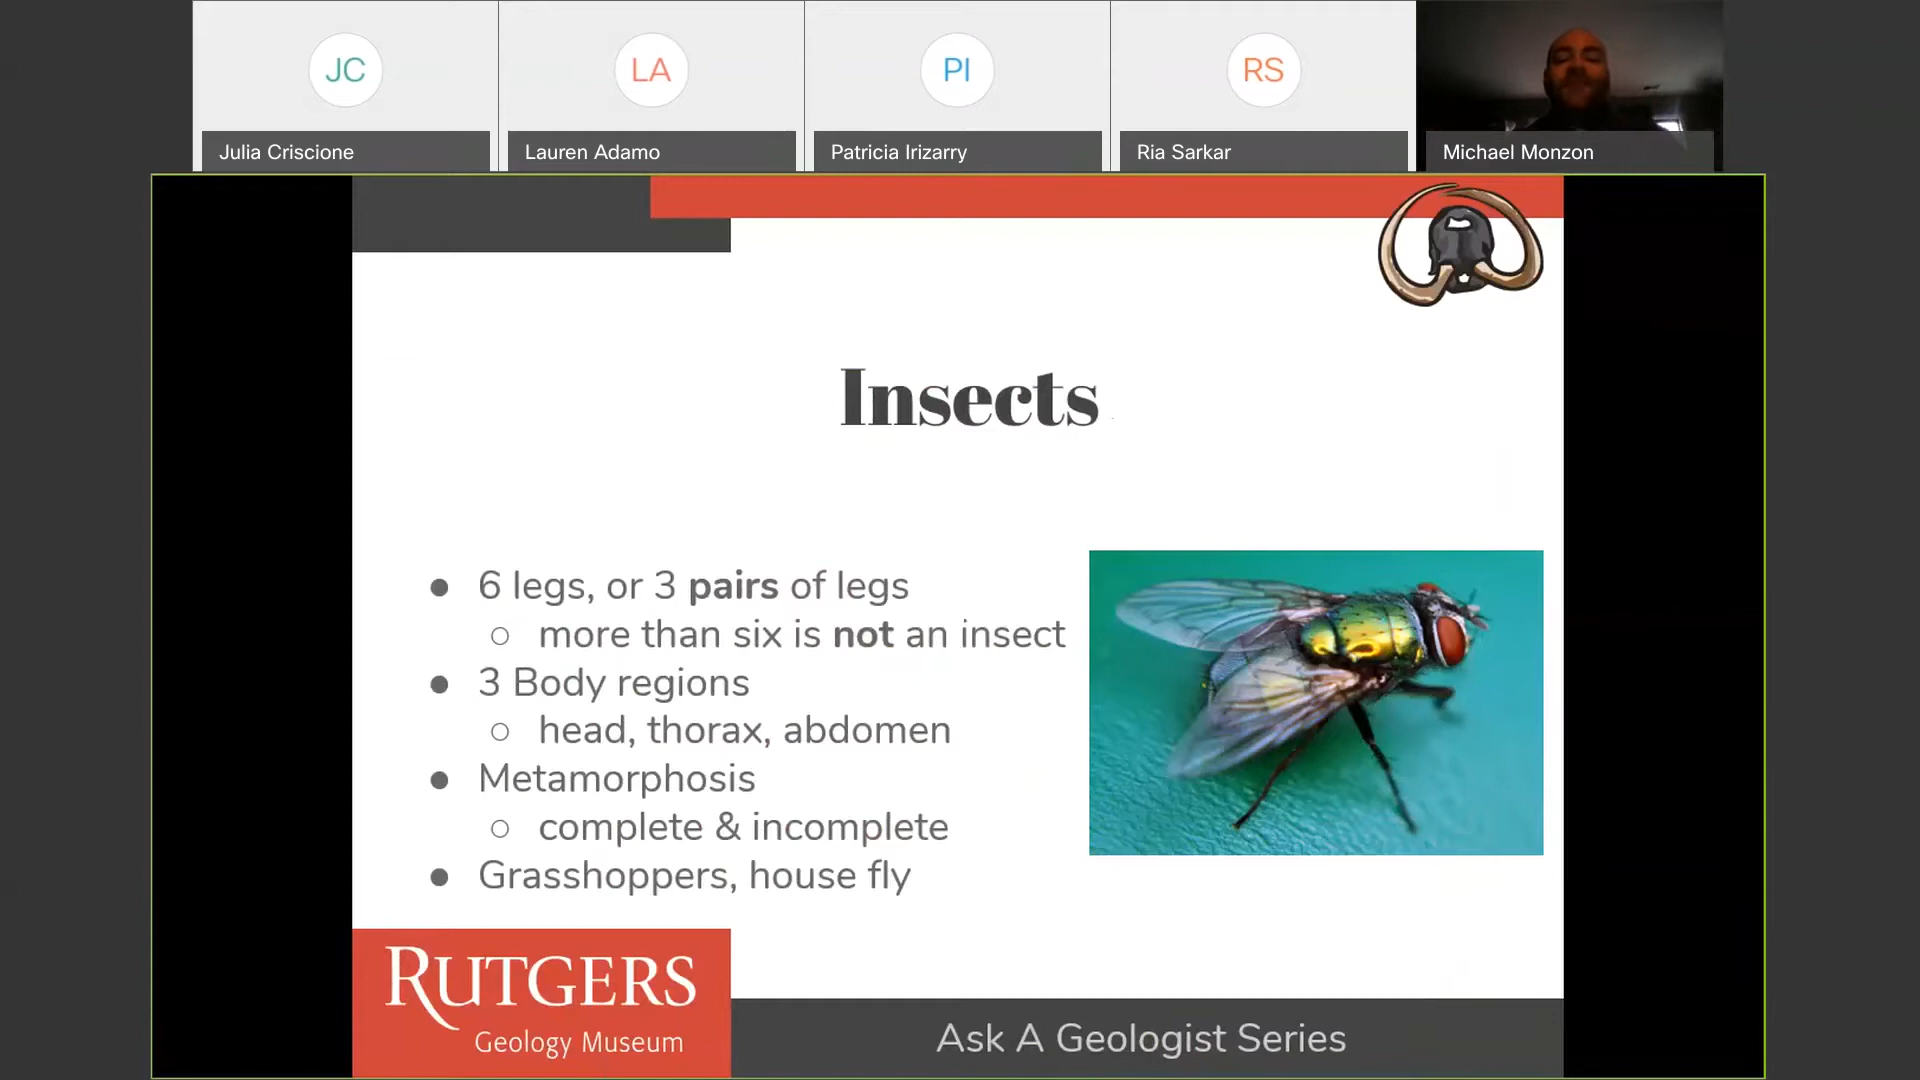 JC
LA
PI
RS
Julia Criscione
Lauren Adamo
Patricia Irizarry
Ria Sarkar
Michael Monzon
Insects
● 6 legs, or 3 pairs of legs
○ more than six is not an insect
● 3 Body regions
○ head, thorax, abdomen
● Metamorphosis
○ complete & incomplete
● Grasshoppers, house fly
RUTGERS
Geology Museum
Ask A Geologist Series